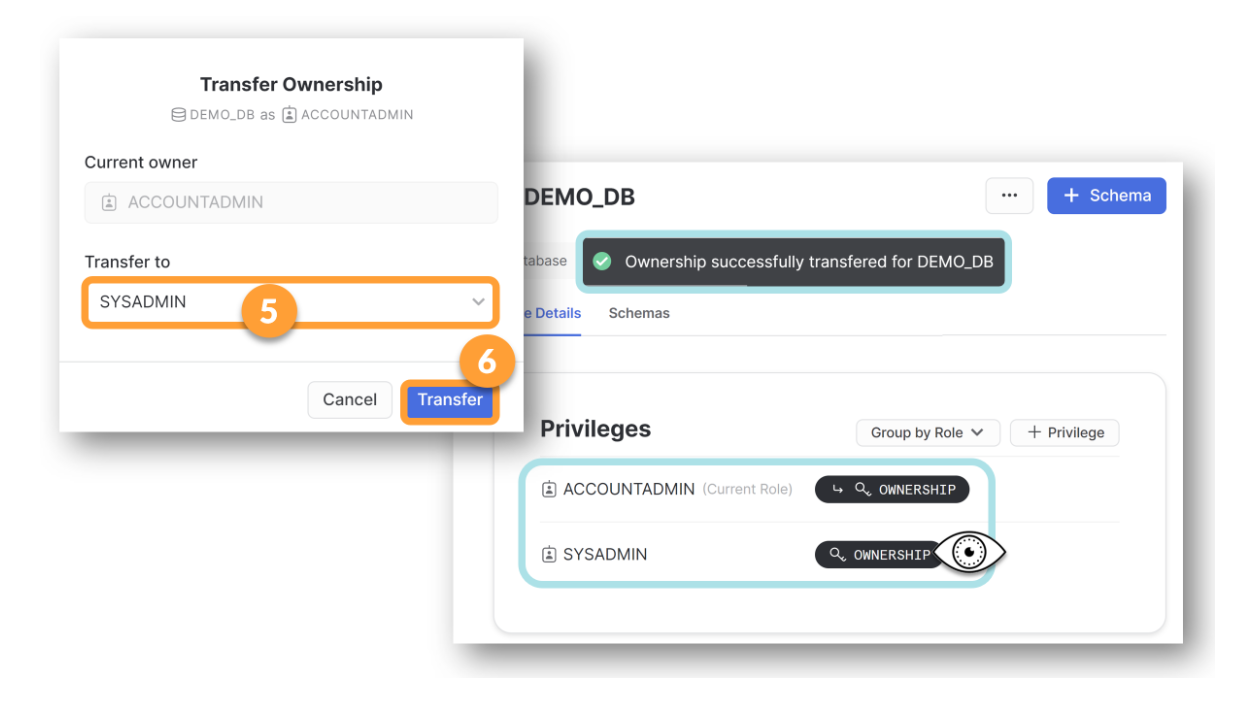 Transfer Ownership
DEMO_DB as ACCOUNTADMIN
Current owner
ACCOUNTADMIN
Transfer to
SYSADMIN
5
6
Cancel
Transfer
DEMO_DB
...
+ Schema
tabase
Ownership successfully transfered for DEMO_DB
e Details
Schemas
Privileges
Group by Role
+ Privilege
ACCOUNTADMIN (Current Role)
OWNERSHIP
SYSADMIN
OWNERSHIP